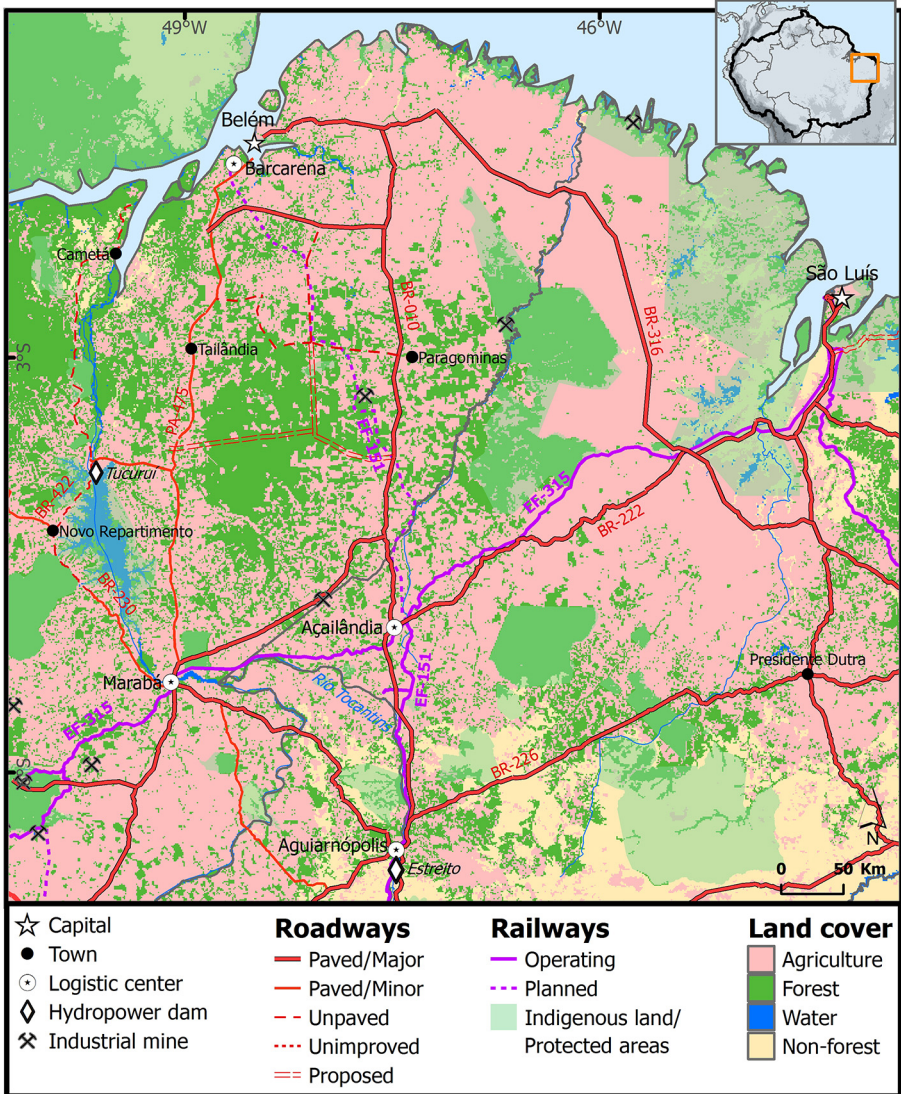 49°W
46°W
Belém
Barcarena
Cametá
São Luís
BR-010
BR-316
3°S
Tailândia
Paragominas
PA-475
EF-151
Tucurui
BR-422
EF-315
BR-222
Novo Repartimento
BR-230
Açailândia
Presidente Dutra
Marabá
EF-151
Rio Tocantins
EF-315
°S
BR-226
N
Aguiarnópolis
Estreito
0 50 Km
Capital
Town
Logistic center
Hydropower dam
Industrial mine
Roadways
Paved/Major
Paved/Minor
Unpaved
Unimproved
Proposed
Railways
Operating
Planned
Indigenous land/
Protected areas
Land cover
Agriculture
Forest
Water
Non-forest